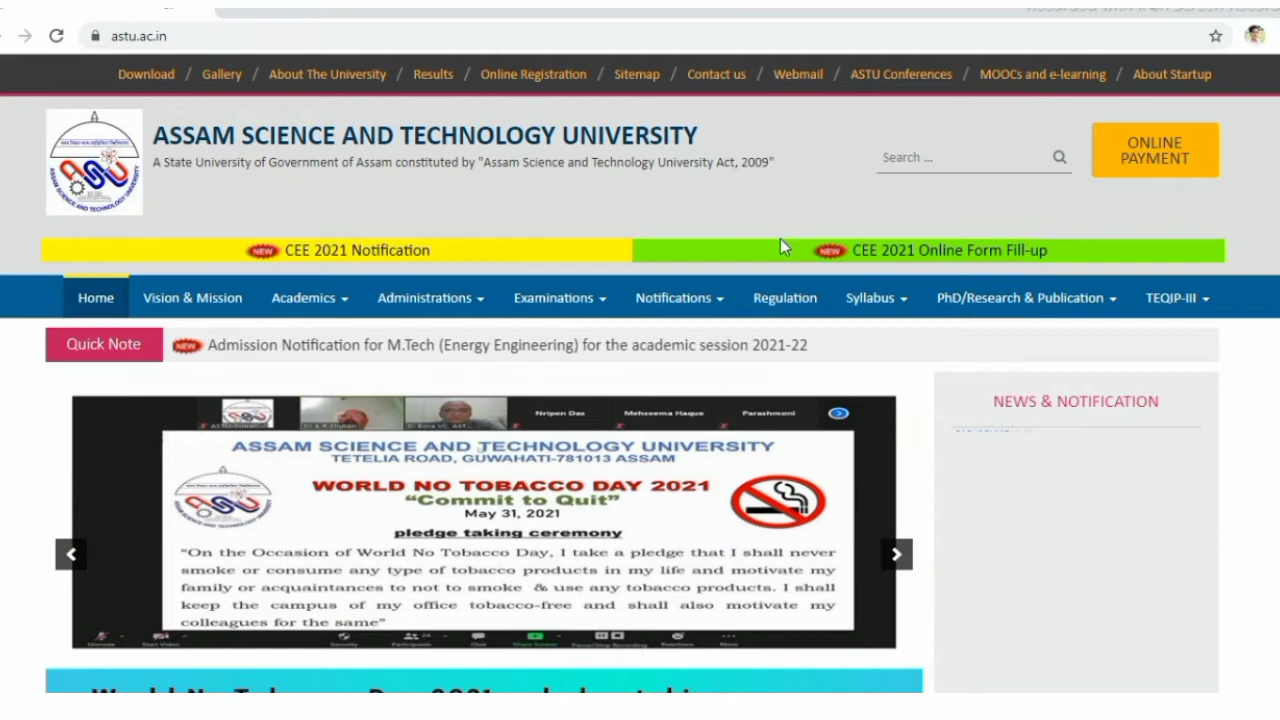 astu.ac.in
Download / Gallery / About The University / Results / Online Registration / Sitemap / Contact us / Webmail / ASTU Conferences / MOOCs and e-learning / About Startup
ASSAM SCIENCE AND TECHNOLOGY UNIVERSITY
A State University of Government of Assam constituted by "Assam Science and Technology University Act, 2009"
Search ...
ONLINE
PAYMENT
NEW CEE 2021 Notification
NEW CEE 2021 Online Form Fill-up
Home Vision & Mission Academics Administrations Examinations Notifications Regulation Syllabus PhD/Research & Publication TEQIP-III
Quick Note
NEW Admission Notification for M.Tech (Energy Engineering) for the academic session 2021-22
NEWS & NOTIFICATION
Nripen Das Mehseema Haque Parashmoni
ASSAM SCIENCE AND TECHNOLOGY UNIVERSITY
TETELIA ROAD, GUWAHATI-781013 ASSAM
WORLD NO TOBACCO DAY 2021
"Commit to Quit"
May 31, 2021
pledge taking ceremony
"On the Occasion of World No Tobacco Day, I take a pledge that I shall never
smoke or consume any type of tobacco products in my life and motivate my
family or acquaintances to not to smoke & use any tobacco products. I shall
keep the campus of my office tobacco-free and shall also motivate my
colleagues for the same"